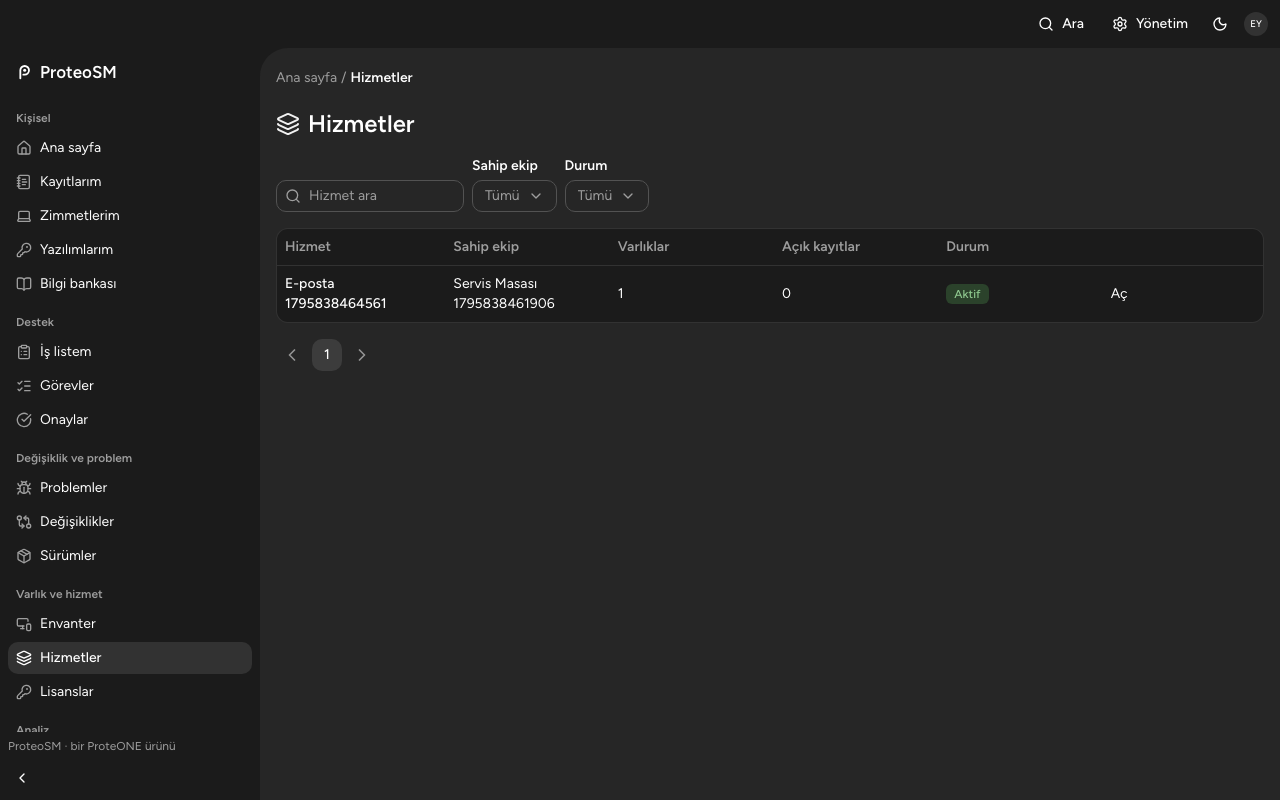 Ara
Yönetim
EY
ProteoSM
Kişisel
Ana sayfa
Kayıtlarım
Zimmetlerim
Yazılımlarım
Bilgi bankası
Destek
İş listem
Görevler
Onaylar
Değişiklik ve problem
Problemler
Değişiklikler
Sürümler
Varlık ve hizmet
Envanter
Hizmetler
Lisanslar
Analiz
ProteoSM · bir ProteONE ürünü
Ana sayfa / Hizmetler
Hizmetler
Sahip ekip
Durum
Hizmet ara
Tümü
Tümü
Hizmet
Sahip ekip
Varlıklar
Açık kayıtlar
Durum
E-posta
1795838464561
Servis Masası
1795838461906
1
0
Aktif
Aç
1